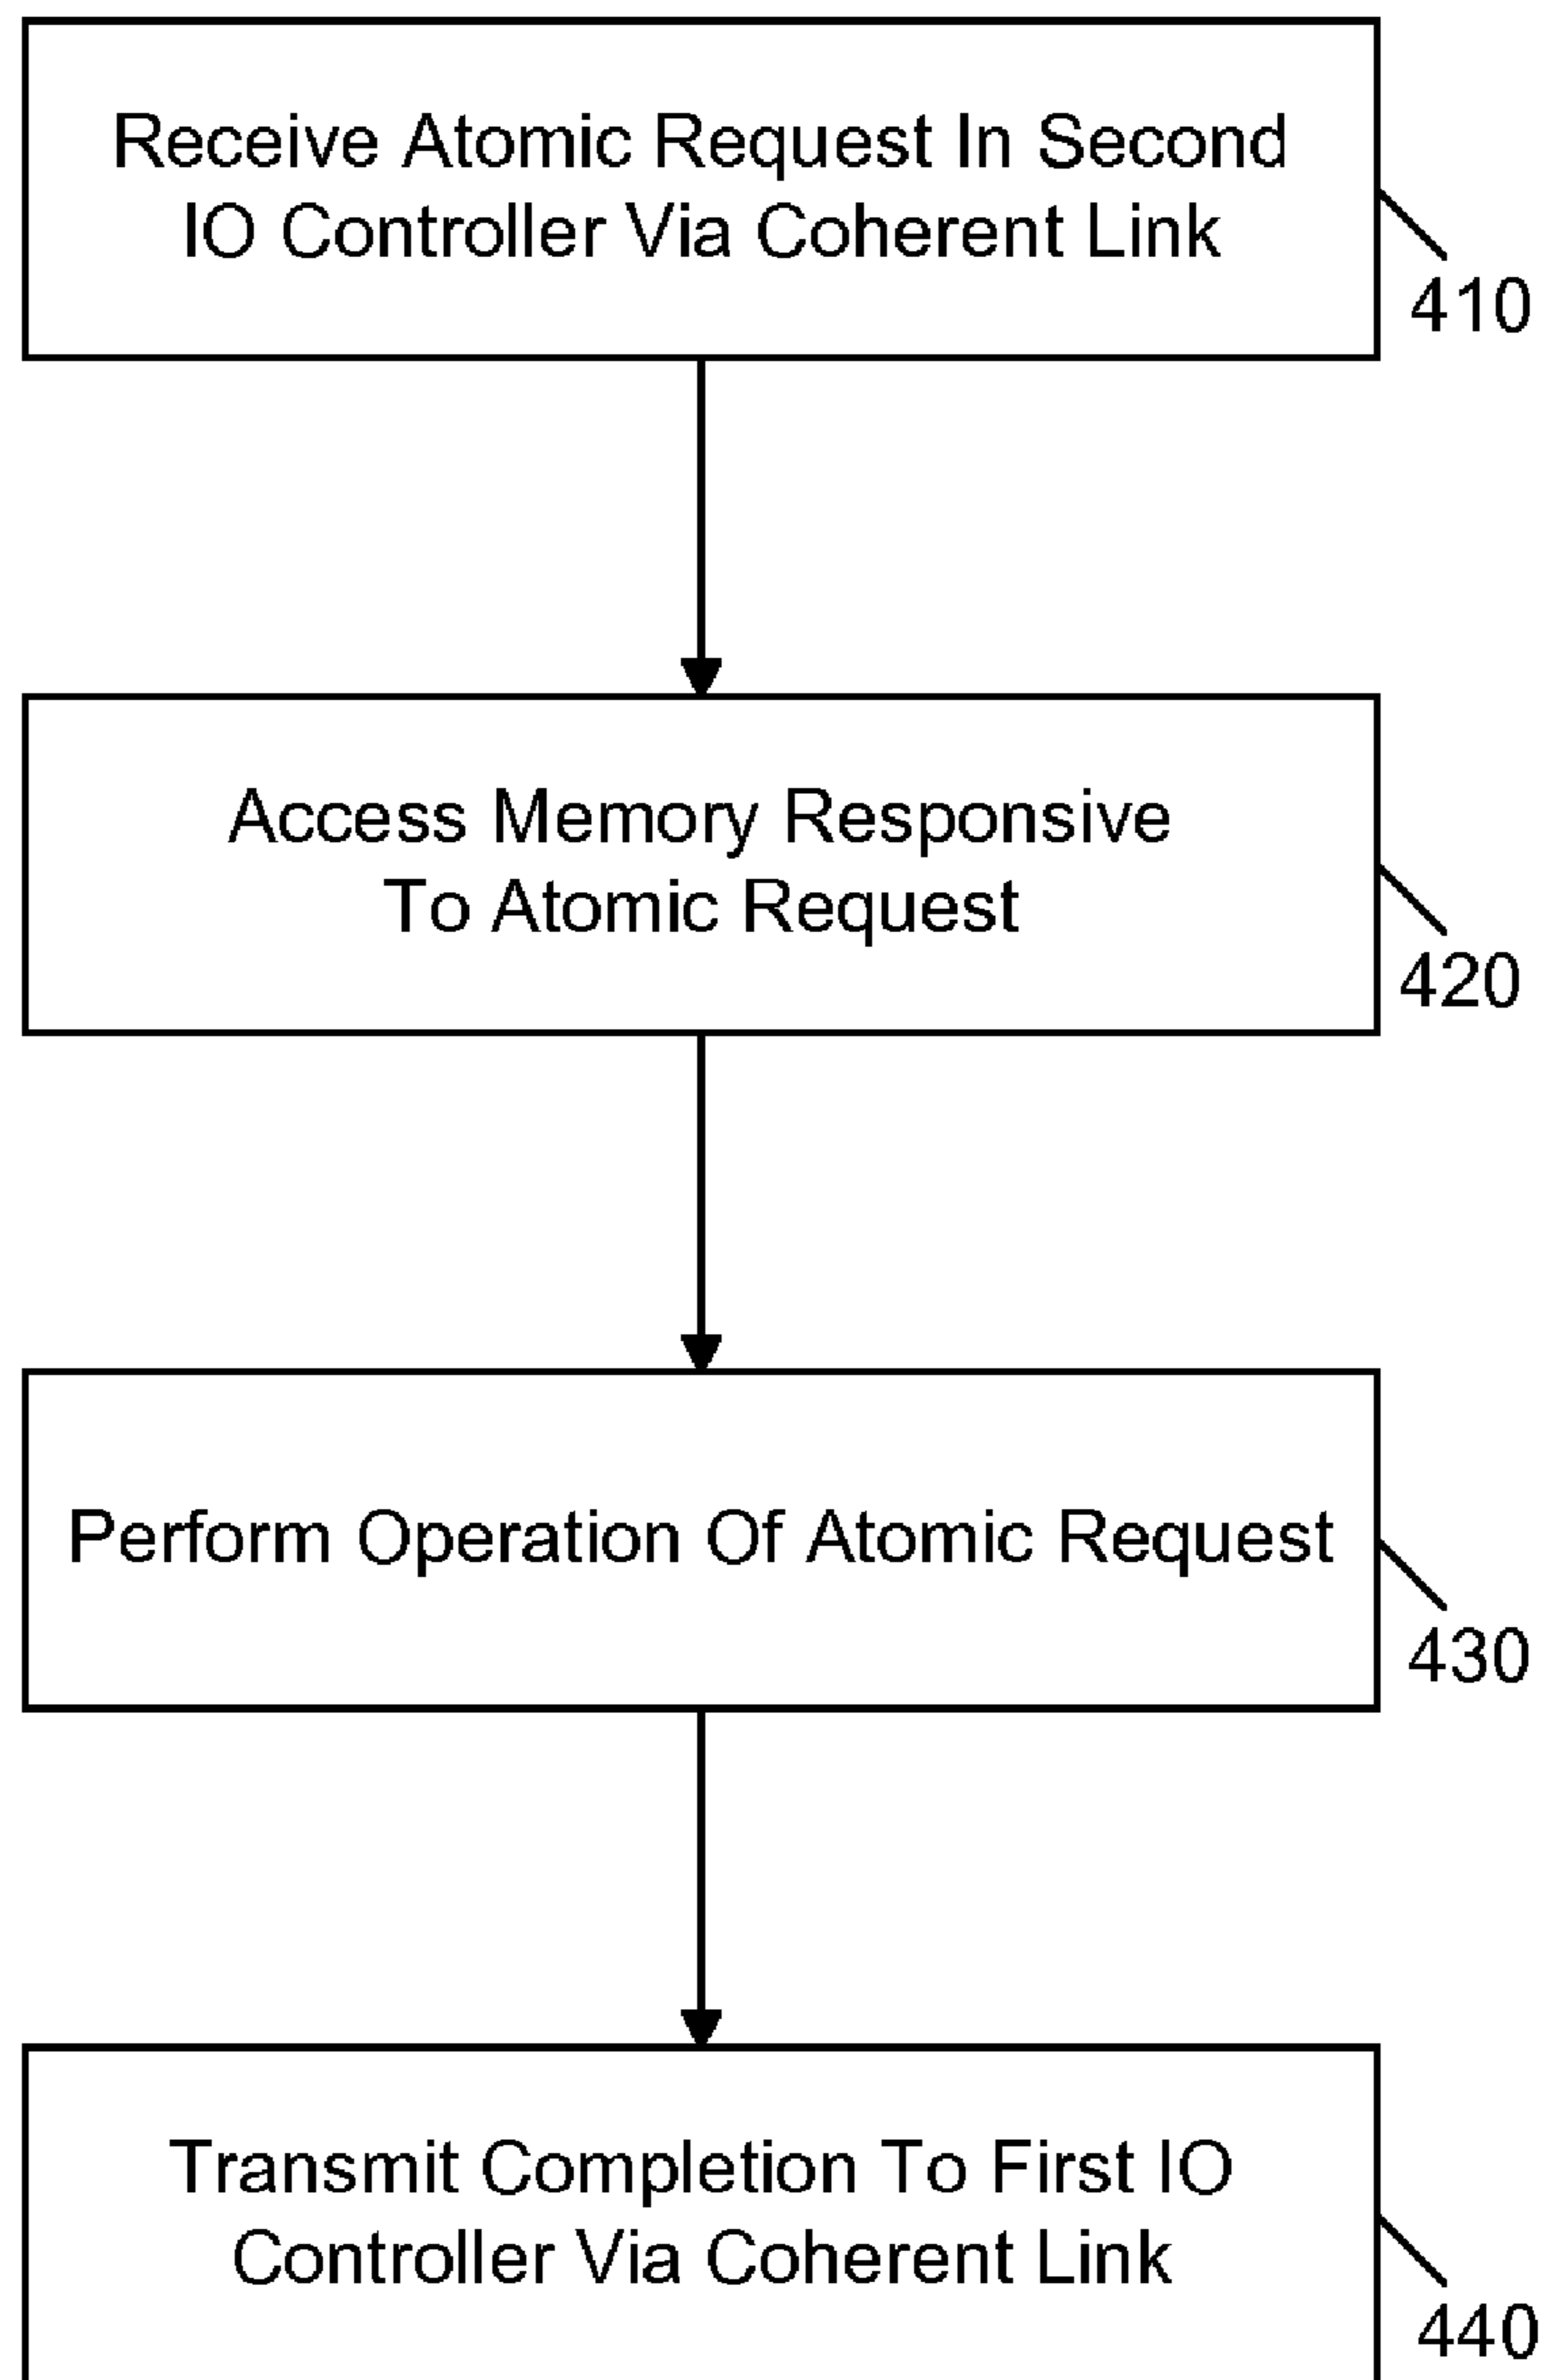 Receive Atomic Request In Second
IO Controller Via Coherent Link
410
Access Memory Responsive
To Atomic Request
420
Perform Operation Of Atomic Request
430
Transmit Completion To First IO
Controller Via Coherent Link
440